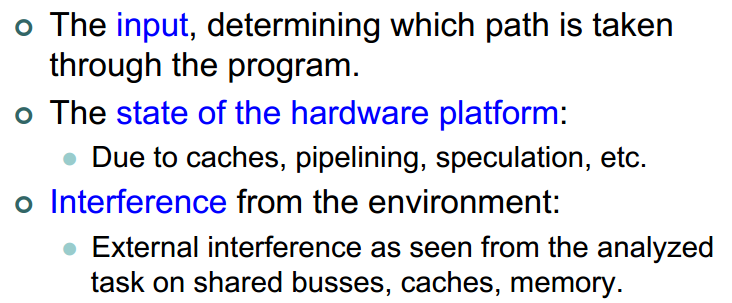 The input, determining which path is taken
through the program.
The state of the hardware platform:
Due to caches, pipelining, speculation, etc.
Interference from the environment:
External interference as seen from the analyzed
task on shared busses, caches, memory.